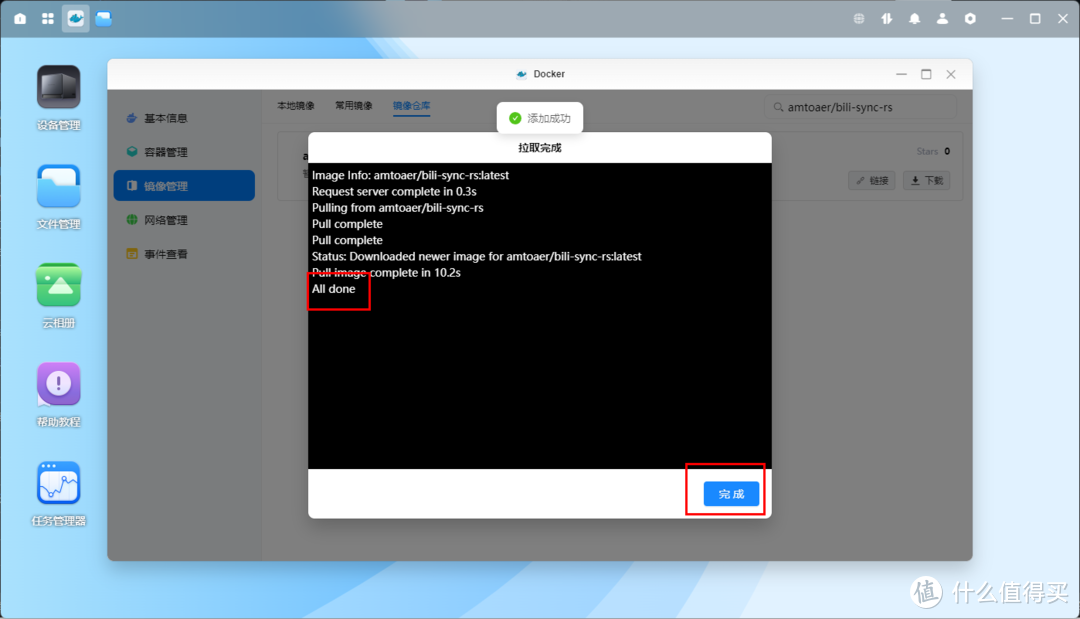 Docker
设备管理
文件管理
云相册
帮助教程
任务管理器
基本信息
容器管理
镜像管理
网络管理
事件查看
本地镜像 常用镜像 镜像仓库
amtoaer/bili-sync-rs
添加成功
Stars 0
链接 下载
拉取完成
Image Info: amtoaer/bili-sync-rs:latest
Request server complete in 0.3s
Pulling from amtoaer/bili-sync-rs
Pull complete
Pull complete
Status: Downloaded newer image for amtoaer/bili-sync-rs:latest
Pull image complete in 10.2s
All done
完成
值 什么值得买